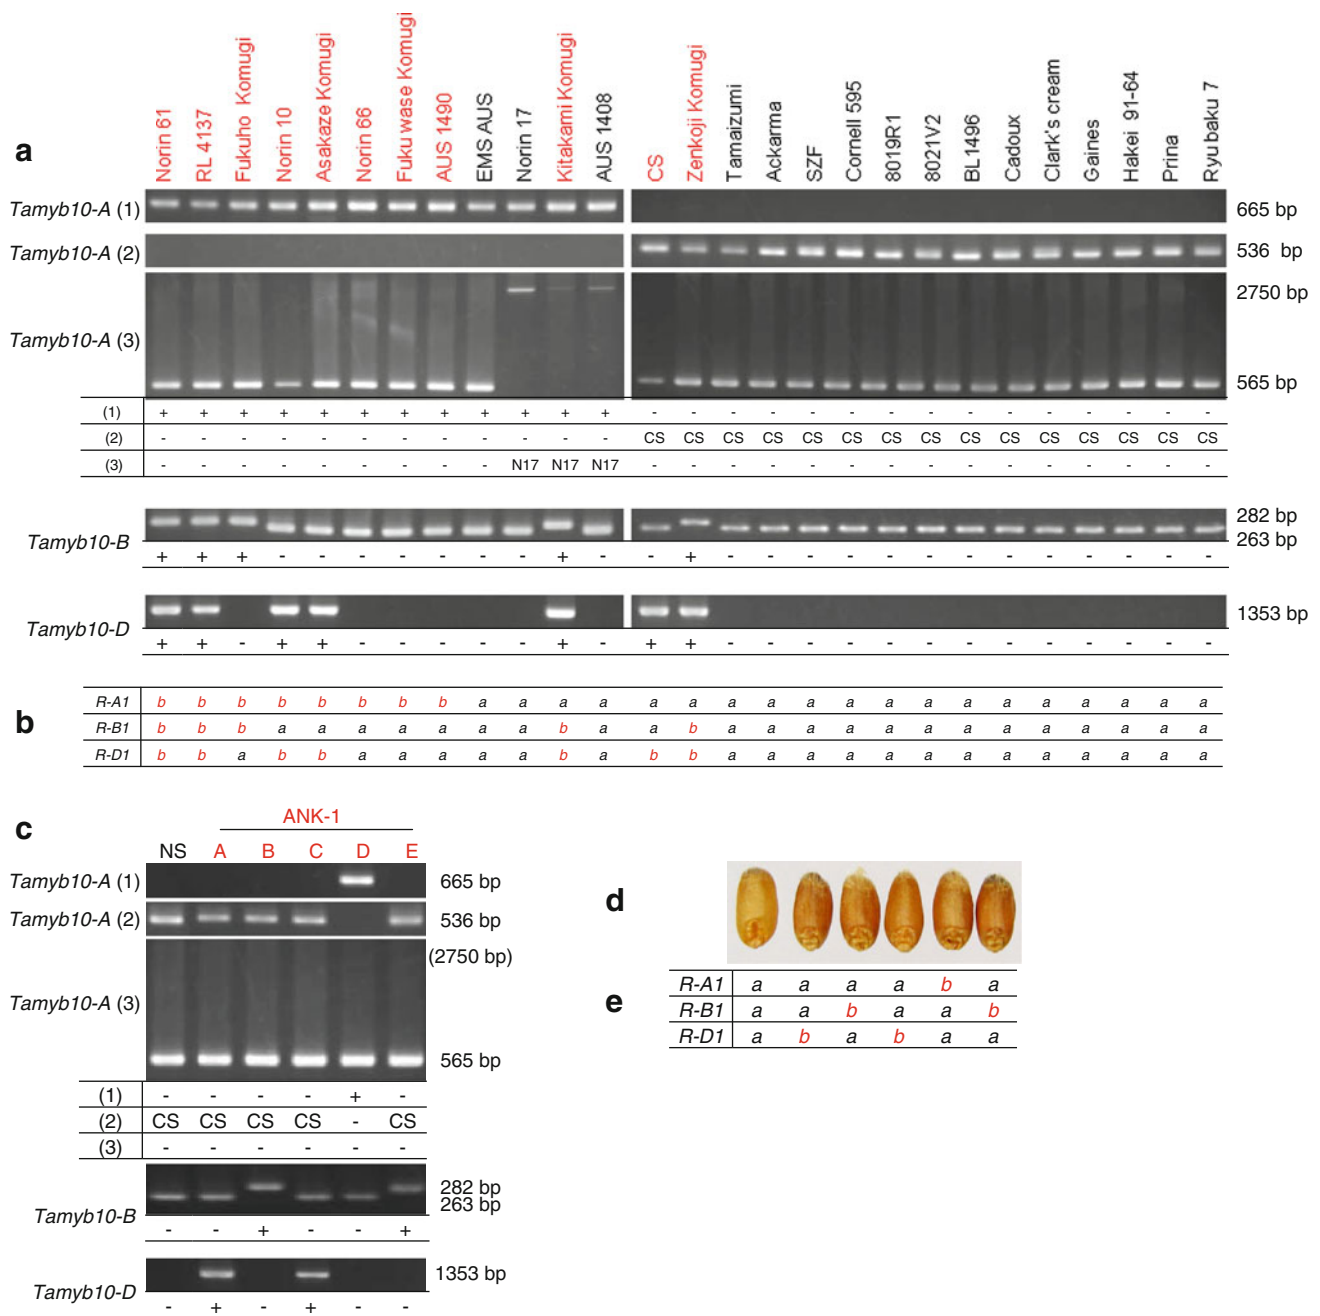 a
Norin 61 RL 4137 Fukuho Komugi Norin 10 Asakaze Komugi Norin 66 Fuku wase Komugi AUS 1490 EMS AUS Norin 17 Kitakami Komugi AUS 1408 CS Zenkoji Komugi Tamaizumi Ackarma SZF Cornell 595 8019R1 8021V2 BL1496 Cadoux Clark's cream Gaines Hakei 91-64 Prina Ryubaku 7
Tamyb10-A (1) 665 bp
Tamyb10-A (2) 536 bp
2750 bp
Tamyb10-A (3)
565 bp
(1) + + + + + + + + + + + + - - - - - - - - - - - - - - -
(2) - - - - - - - - - - - - CS CS CS CS CS CS CS CS CS CS CS CS CS CS CS
(3) - - - - - - - - - N17 N17 N17 - - - - - - - - - - - - - - -
282 bp
Tamyb10-B 263 bp
+ + + - - - - - - - + - - + - - - - - - - - - - - - -
1353 bp
Tamyb10-D
+ + - + + - - - - - + - + + - - - - - - - - - - - - -
b
R-A1 b b b b b b b b a a a a a a a a a a a a a a a a a a a
R-B1 b b b a a a a a a a b a a b a a a a a a a a a a a a a
R-D1 b b a b b a a a a a b a b b a a a a a a a a a a a a a
c
ANK-1
NS A B C D E
Tamyb10-A (1) 665 bp
Tamyb10-A (2) 536 bp
(2750 bp)
Tamyb10-A (3)
565 bp
(1) - - - - + -
(2) CS CS CS CS - CS
(3) - - - - - -
282 bp
263 bp
Tamyb10-B
- - + - - +
1353 bp
Tamyb10-D
- + - + - -
d
e
R-A1 a a a a b a
R-B1 a a b a a b
R-D1 a b a b a a